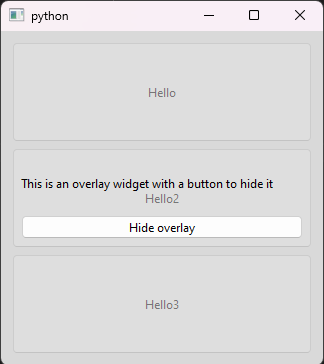 python
Hello
This is an overlay widget with a button to hide it
Hello2
Hide overlay
Hello3